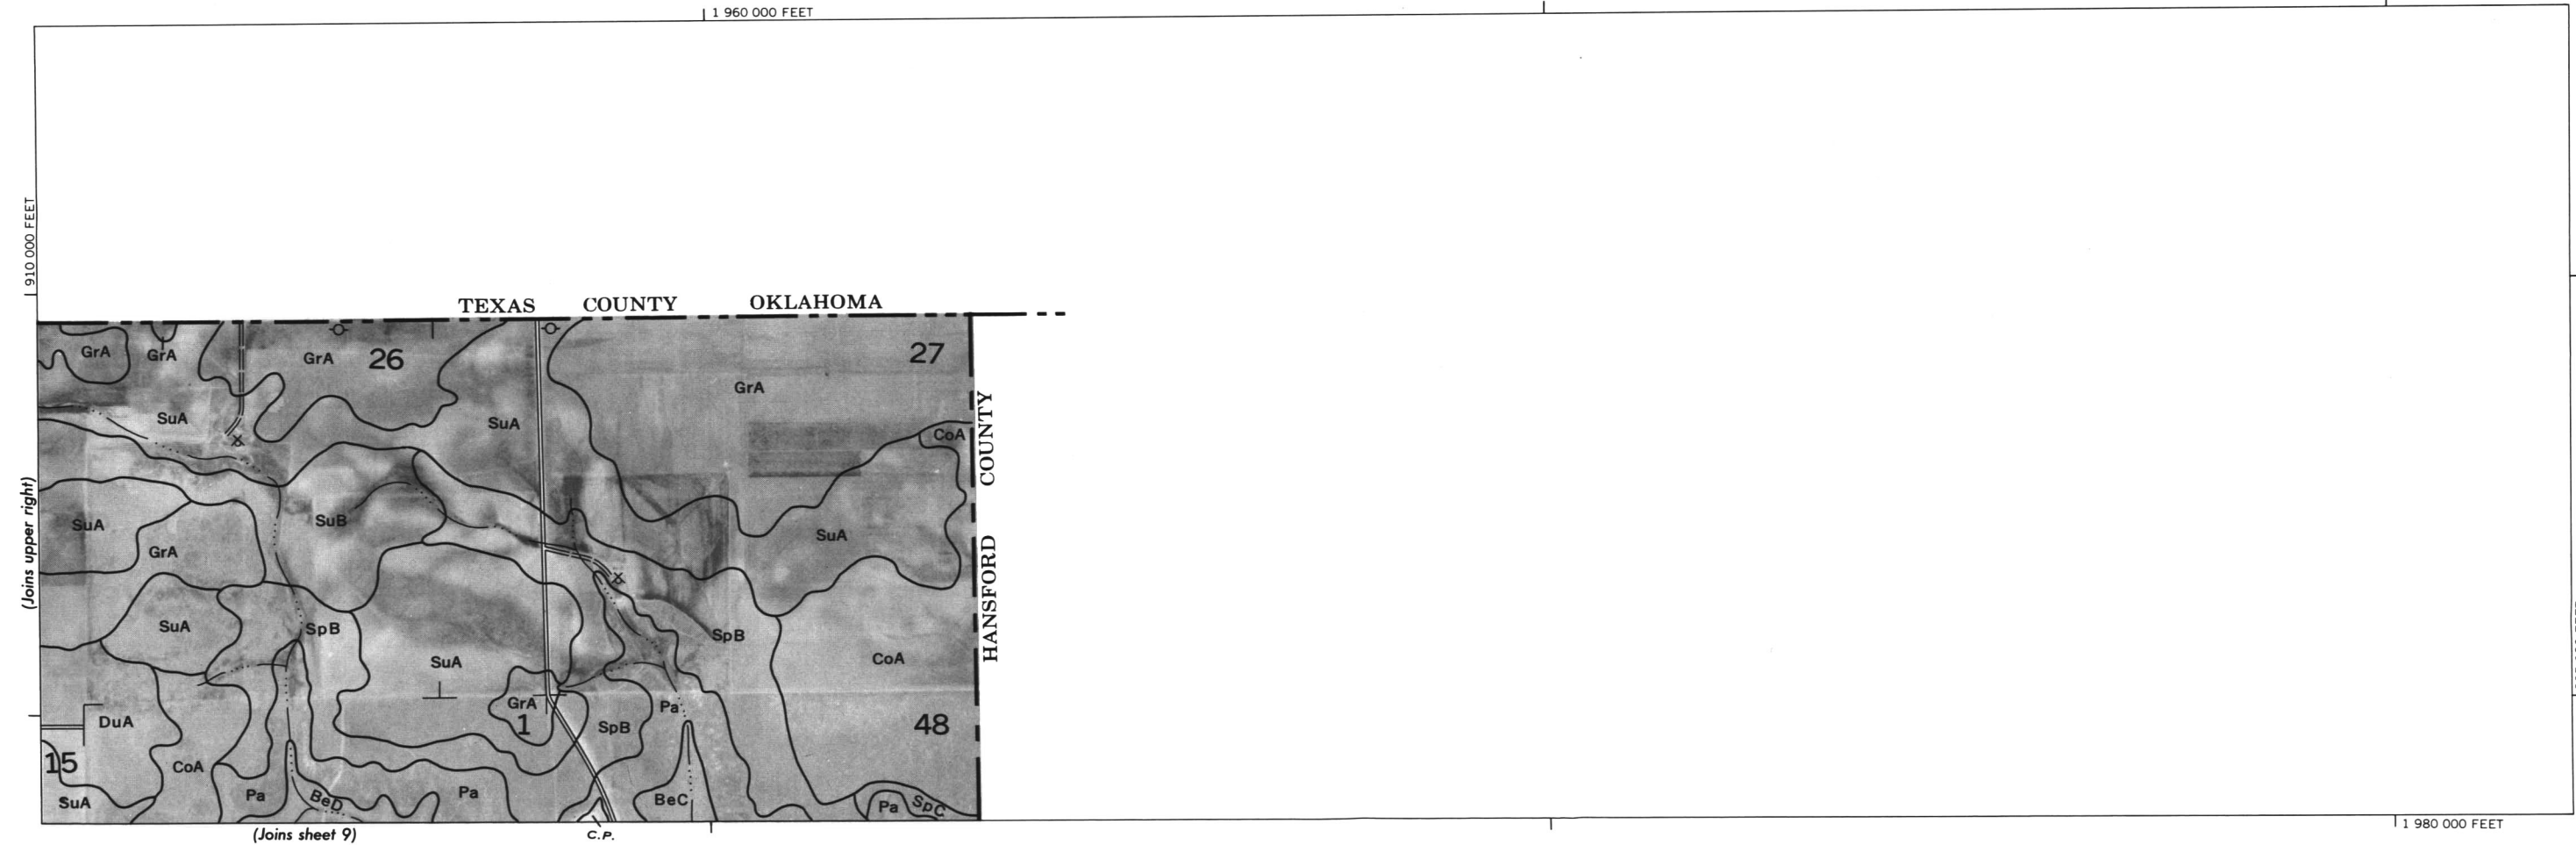 1 960 000 FEET
910 000 FEET
TEXAS COUNTY OKLAHOMA
GrA
GrA
GrA
26
27
GrA
SuA
SuA
CoA
HANSFORD COUNTY
(Joins upper right)
SuA
SuB
SuA
GrA
SuA
SpB
SpB
SuA
CoA
GrA
1
Pa
DuA
SpB
48
15
CoA
SuA
Pa
BeD
Pa
BeC
Pa
SpC
(Joins sheet 9)
C.P.
1 980 000 FEET